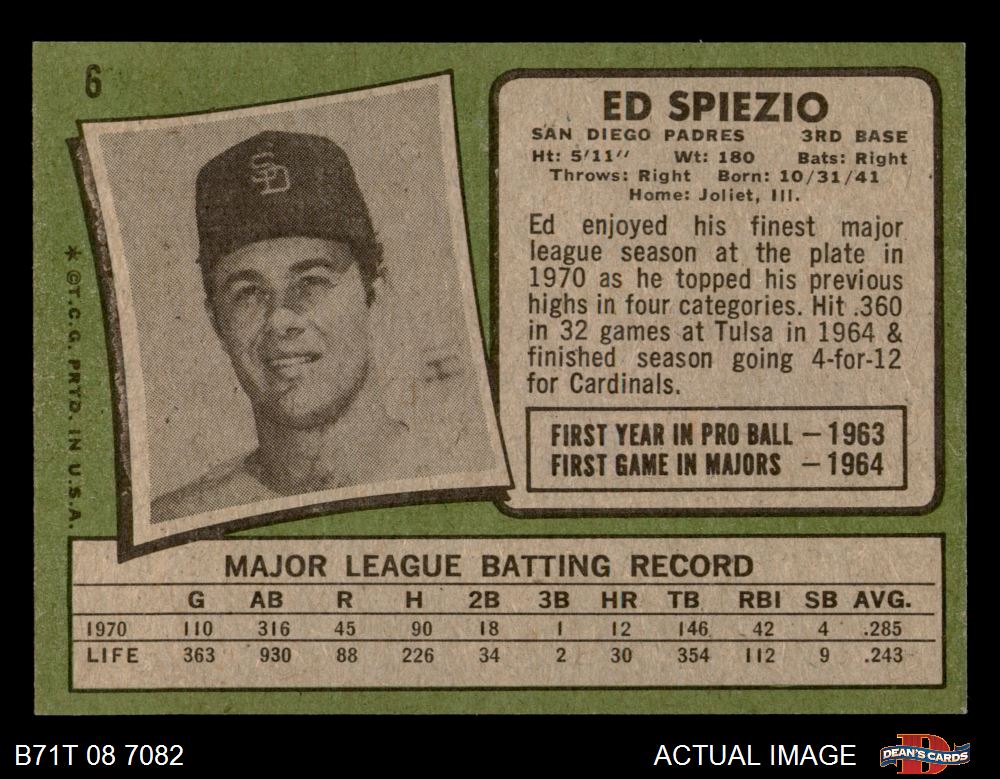 6
ED SPIEZIO
SAN DIEGO PADRES 3RD BASE
Ht: 5'11" Wt: 180 Bats: Right
Throws: Right Born: 10/31/41
Home: Joliet, Ill.
Ed enjoyed his finest major
league season at the plate in
1970 as he topped his previous
highs in four categories. Hit .360
in 32 games at Tulsa in 1964 &
finished season going 4-for-12
for Cardinals.
FIRST YEAR IN PRO BALL — 1963
FIRST GAME IN MAJORS — 1964
SD
* © T.C.G. PRTD. IN U.S.A.
MAJOR LEAGUE BATTING RECORD
G AB R H 2B 3B HR TB RBI SB AVG.
1970 110 316 45 90 18 1 12 146 42 4 .285
LIFE 363 930 88 226 34 2 30 354 112 9 .243
B71T 08 7082
ACTUAL IMAGE
D
DEAN'S CARDS